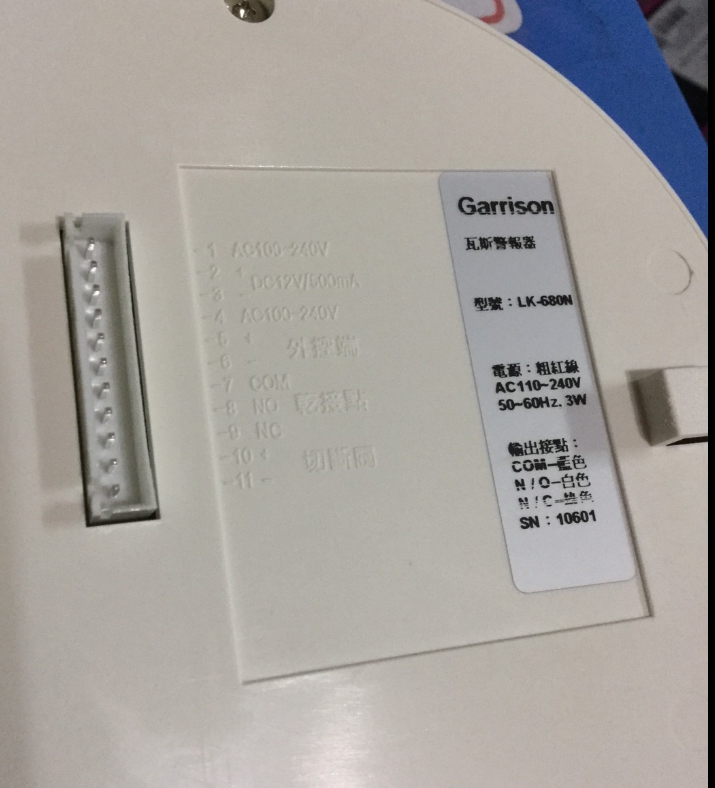 1 AC100~240V
2 +
DC12V/500mA
3 -
4 AC100~240V
5 +
外控端
6 -
7 COM
8 NO 乾接點
9 NC
10 +
切斷閥
11 -
Garrison
瓦斯警報器
型號：LK-680N
電源：粗紅線
AC110~240V
50~60Hz. 3W
輸出接點：
COM—藍色
N/O—白色
N/C—綠色
SN：10601